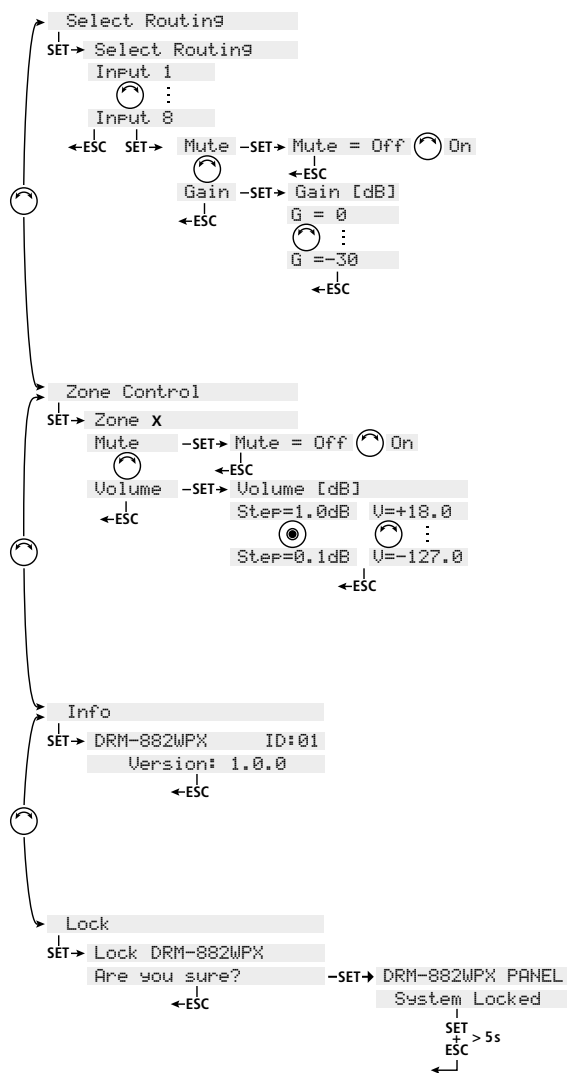 Select Routing
SET Select Routing
Input 1
Input 8
ESC SET Mute SET Mute = Off On
ESC
Gain SET Gain [dB]
ESC G = 0
G =-30
ESC
Zone Control
SET Zone x
Mute SET Mute = Off On
ESC
Volume SET Volume [dB]
ESC Step=1.0dB V=+18.0
Step=0.1dB V=-127.0
ESC
Info
SET DRM-882WPX ID:01
Version: 1.0.0
ESC
Lock
SET Lock DRM-882WPX
Are you sure? SET DRM-882WPX PANEL
ESC System Locked
SET
+ > 5s
ESC